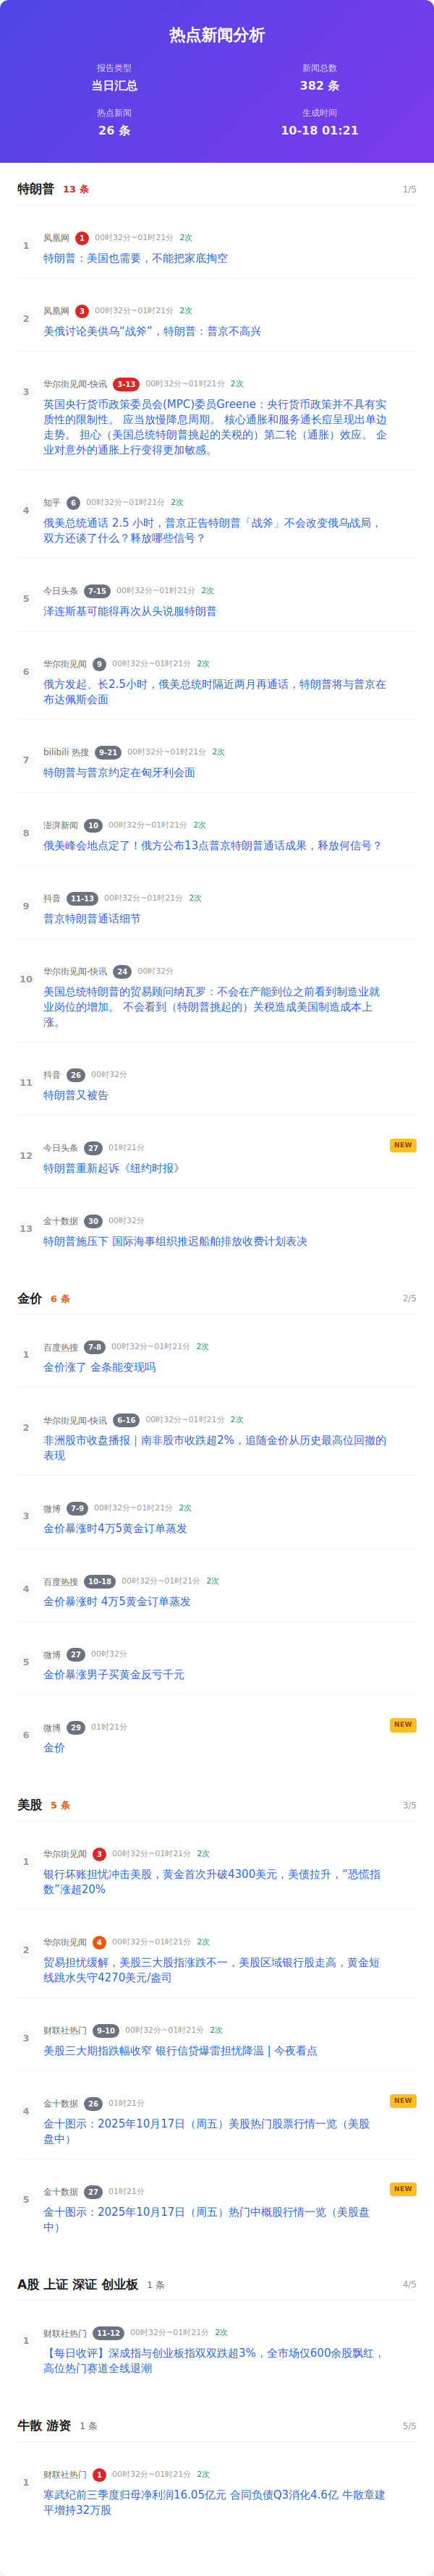 热点新闻分析
报告类型
新闻总数
当日汇总
382 条
热点新闻
生成时间
26 条
10-18 01:21
特朗普 13 条 1/5
1 凤凰网 1 00时32分~01时21分 2次
特朗普：美国也需要，不能把家底掏空
2 凤凰网 3 00时32分~01时21分 2次
美俄讨论美供乌“战斧”，特朗普：普京不高兴
3 华尔街见闻-快讯 3-13 00时32分~01时21分 2次
英国央行货币政策委员会(MPC)委员Greene：央行货币政策并不具有实
质性的限制性。 应当放慢降息周期。 核心通胀和服务通长痘呈现出单边
走势。 担心（美国总统特朗普挑起的关税的）第二轮（通胀）效应。 企
业对意外的通胀上行变得更加敏感。
4 知乎 6 00时32分~01时21分 2次
俄美总统通话 2.5 小时，普京正告特朗普「战斧」不会改变俄乌战局，
双方还谈了什么？释放哪些信号？
5 今日头条 7-15 00时32分~01时21分 2次
泽连斯基可能得再次从头说服特朗普
6 华尔街见闻 9 00时32分~01时21分 2次
俄方发起、长2.5小时，俄美总统时隔近两月再通话，特朗普将与普京在
布达佩斯会面
7 bilibili 热搜 9-21 00时32分~01时21分 2次
特朗普与普京约定在匈牙利会面
8 澎湃新闻 10 00时32分~01时21分 2次
俄美峰会地点定了！俄方公布13点普京特朗普通话成果，释放何信号？
9 抖音 11-13 00时32分~01时21分 2次
普京特朗普通话细节
10 华尔街见闻-快讯 24 00时32分
美国总统特朗普的贸易顾问纳瓦罗：不会在产能到位之前看到制造业就
业岗位的增加。 不会看到（特朗普挑起的）关税造成美国制造成本上
涨。
11 抖音 26 00时32分
特朗普又被告
12 今日头条 27 01时21分 NEW
特朗普重新起诉《纽约时报》
13 金十数据 30 00时32分
特朗普施压下 国际海事组织推迟船舶排放收费计划表决
金价 6 条 2/5
1 百度热搜 7-8 00时32分~01时21分 2次
金价涨了 金条能变现吗
2 华尔街见闻-快讯 6-16 00时32分~01时21分 2次
非洲股市收盘播报｜南非股市收跌超2%，追随金价从历史最高位回撤的
表现
3 微博 7-9 00时32分~01时21分 2次
金价暴涨时4万5黄金订单蒸发
4 百度热搜 10-18 00时32分~01时21分 2次
金价暴涨时 4万5黄金订单蒸发
5 微博 27 00时32分
金价暴涨男子买黄金反亏千元
6 微博 29 01时21分 NEW
金价
美股 5 条 3/5
1 华尔街见闻 3 00时32分~01时21分 2次
银行坏账担忧冲击美股，黄金首次升破4300美元，美债拉升，“恐慌指
数”涨超20%
2 华尔街见闻 4 00时32分~01时21分 2次
贸易担忧缓解，美股三大股指涨跌不一，美股区域银行股走高，黄金短
线跳水失守4270美元/盎司
3 财联社热门 9-10 00时32分~01时21分 2次
美股三大期指跌幅收窄 银行信贷爆雷担忧降温 | 今夜看点
4 金十数据 26 01时21分 NEW
金十图示：2025年10月17日（周五）美股热门股票行情一览（美股
盘中）
5 金十数据 27 01时21分 NEW
金十图示：2025年10月17日（周五）热门中概股行情一览（美股盘
中）
A股 上证 深证 创业板 1 条 4/5
1 财联社热门 11-12 00时32分~01时21分 2次
【每日收评】深成指与创业板指双双跌超3%，全市场仅600余股飘红，
高位热门赛道全线退潮
牛散 游资 1 条 5/5
1 财联社热门 1 00时32分~01时21分 2次
寒武纪前三季度归母净利润16.05亿元 合同负债Q3消化4.6亿 牛散章建
平增持32万股